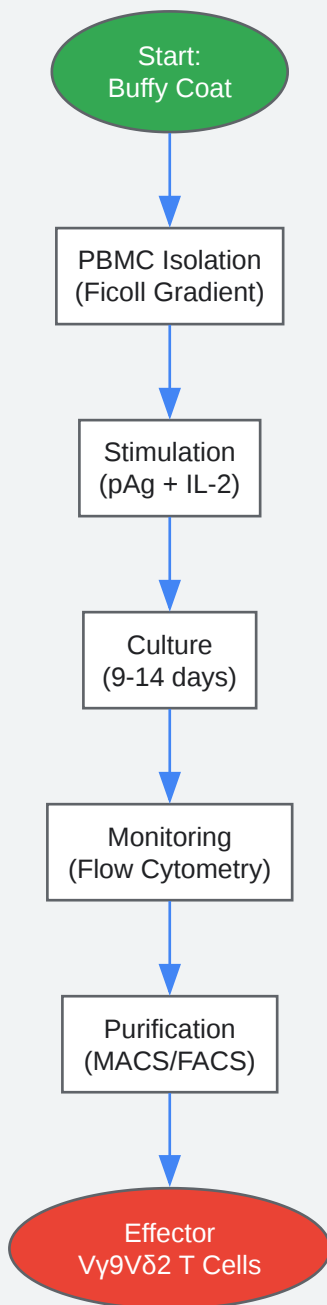 Start:
Buffy Coat
PBMC Isolation
(Ficoll Gradient)
Stimulation
(pAg + IL-2)
Culture
(9-14 days)
Monitoring
(Flow Cytometry)
Purification
(MACS/FACS)
Effector
Vγ9Vδ2 T Cells